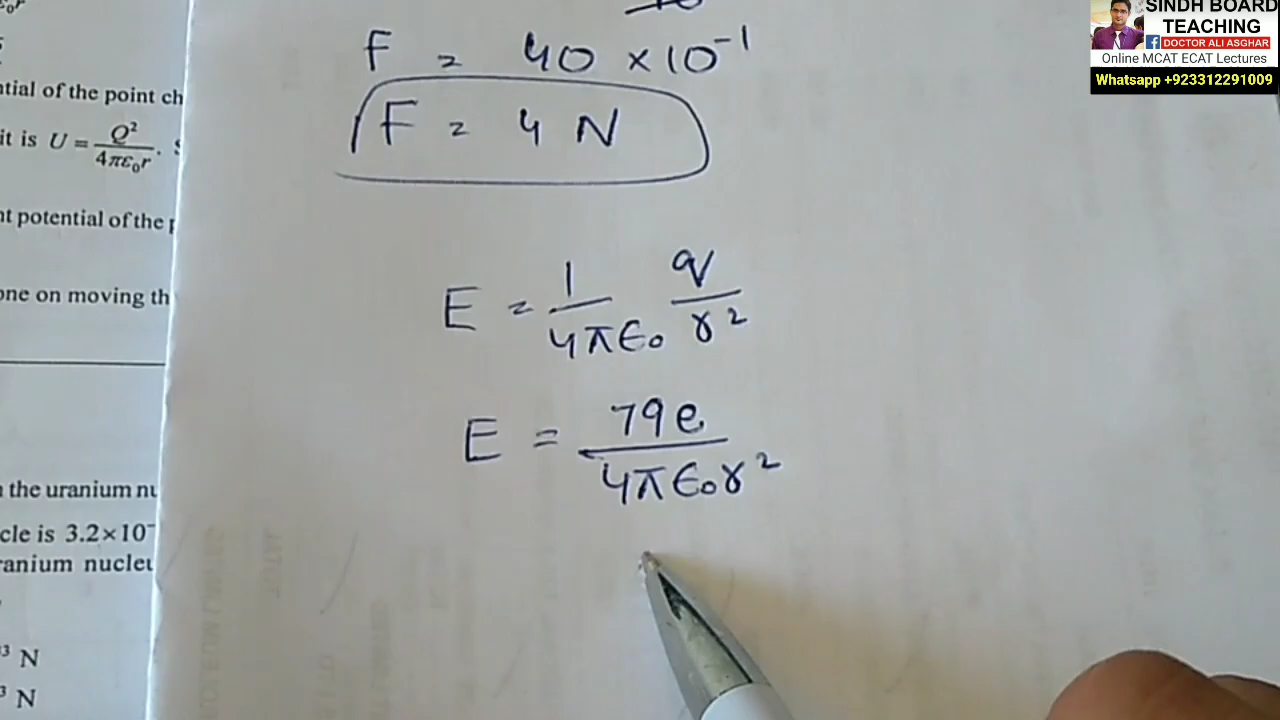 SINDH BOARD
TEACHING
DOCTOR ALI ASGHAR
Online MCAT ECAT Lectures
Whatsapp +923312291009
F = 40 × 10⁻¹
F = 4 N
E = 1/4πε₀ q/r²
E = 79e/4πε₀r²
tial of the point ch
it is U = Q²/4πε₀r.
nt potential of the p
one on moving th
n the uranium nu
cle is 3.2×10⁻
ranium nucleu
³ N
³ N